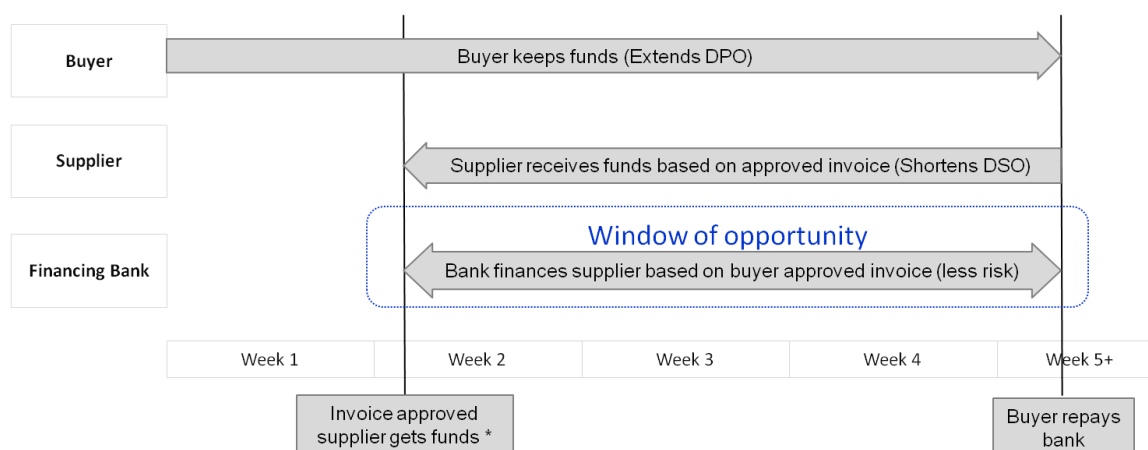 Buyer
Buyer keeps funds (Extends DPO)
Supplier
Supplier receives funds based on approved invoice (Shortens DSO)
Window of opportunity
Financing Bank
Bank finances supplier based on buyer approved invoice (less risk)
Week 1
Week 2
Week 3
Week 4
Week 5+
Invoice approved
supplier gets funds *
Buyer repays
bank